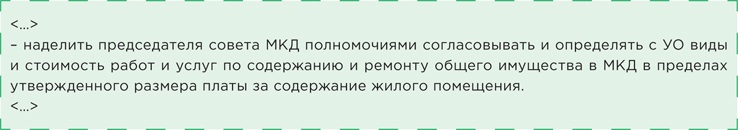 <...>
– наделить председателя совета МКД полномочиями согласовывать и определять с УО виды
и стоимость работ и услуг по содержанию и ремонту общего имущества в МКД в пределах
утвержденного размера платы за содержание жилого помещения.
<...>